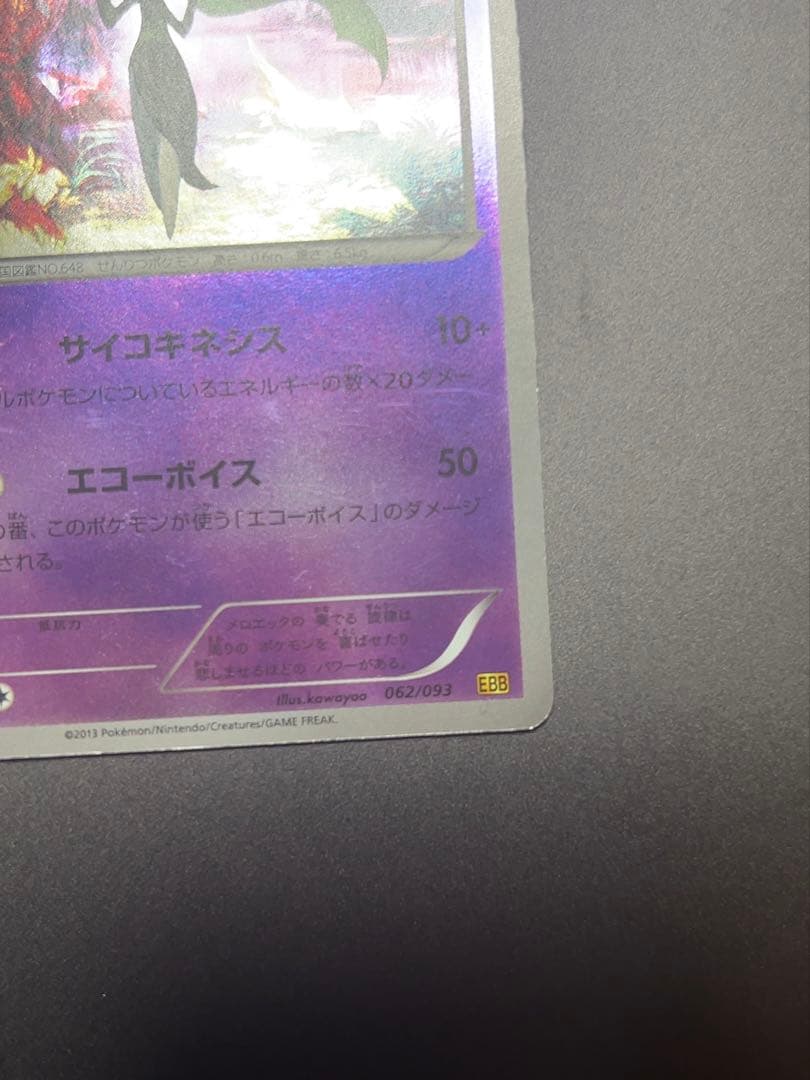 国図鑑NO.648 せんりつポケモン 高さ:0.6m 重さ:6.5kg
サイコキネシス 10+
ルポケモンについているエネルギーの数×20ダメー
エコーボイス 50
の番、このポケモンが使う「エコーボイス」のダメージ
される。
抵抗力
メロエッタの 奏でる 旋律は
周りの ポケモンを 喜ばせたり
悲しませるほどの パワーがある。
Illus.kawayoo 062/093 EBB
©2013 Pokémon/Nintendo/Creatures/GAME FREAK.